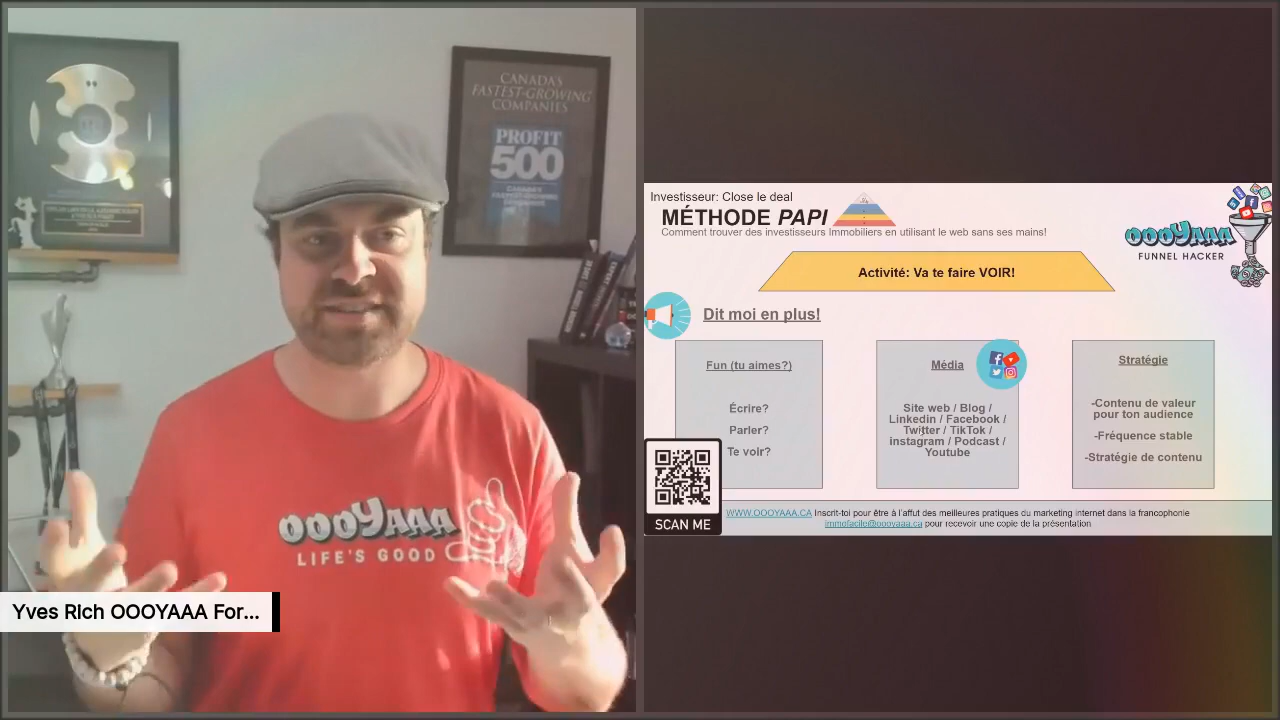 CANADA'S
FASTEST-GROWING
COMPANIES
PROFIT
500
OOOYAAA
LIFE'S GOOD
Yves RIch OOOYAAA For...
Investisseur: Close le deal
MÉTHODE PAPI
Comment trouver des investisseurs Immobiliers en utilisant le web sans ses mains!
OOOYAAA
FUNNEL HACKER
Activité: Va te faire VOIR!
Dit moi en plus!
Fun (tu aimes?)
Écrire?
Parler?
Te voir?
Média
Site web / Blog /
Linkedin / Facebook /
Twitter / TikTok /
instagram / Podcast /
Youtube
Stratégie
-Contenu de valeur
pour ton audience
-Fréquence stable
-Stratégie de contenu
SCAN ME
WWW.OOOYAAA.CA Inscrit-toi pour être à l'affut des meilleures pratiques du marketing internet dans la francophonie
immofacile@oooyaaa.ca pour recevoir une copie de la présentation